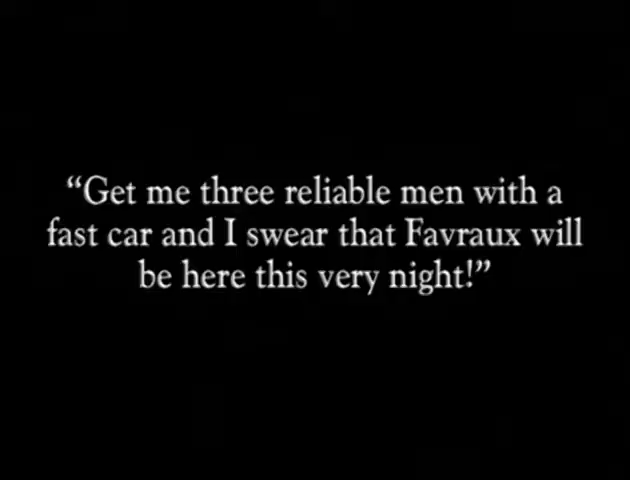 “Get me three reliable men with a
fast car and I swear that Favraux will
be here this very night!”